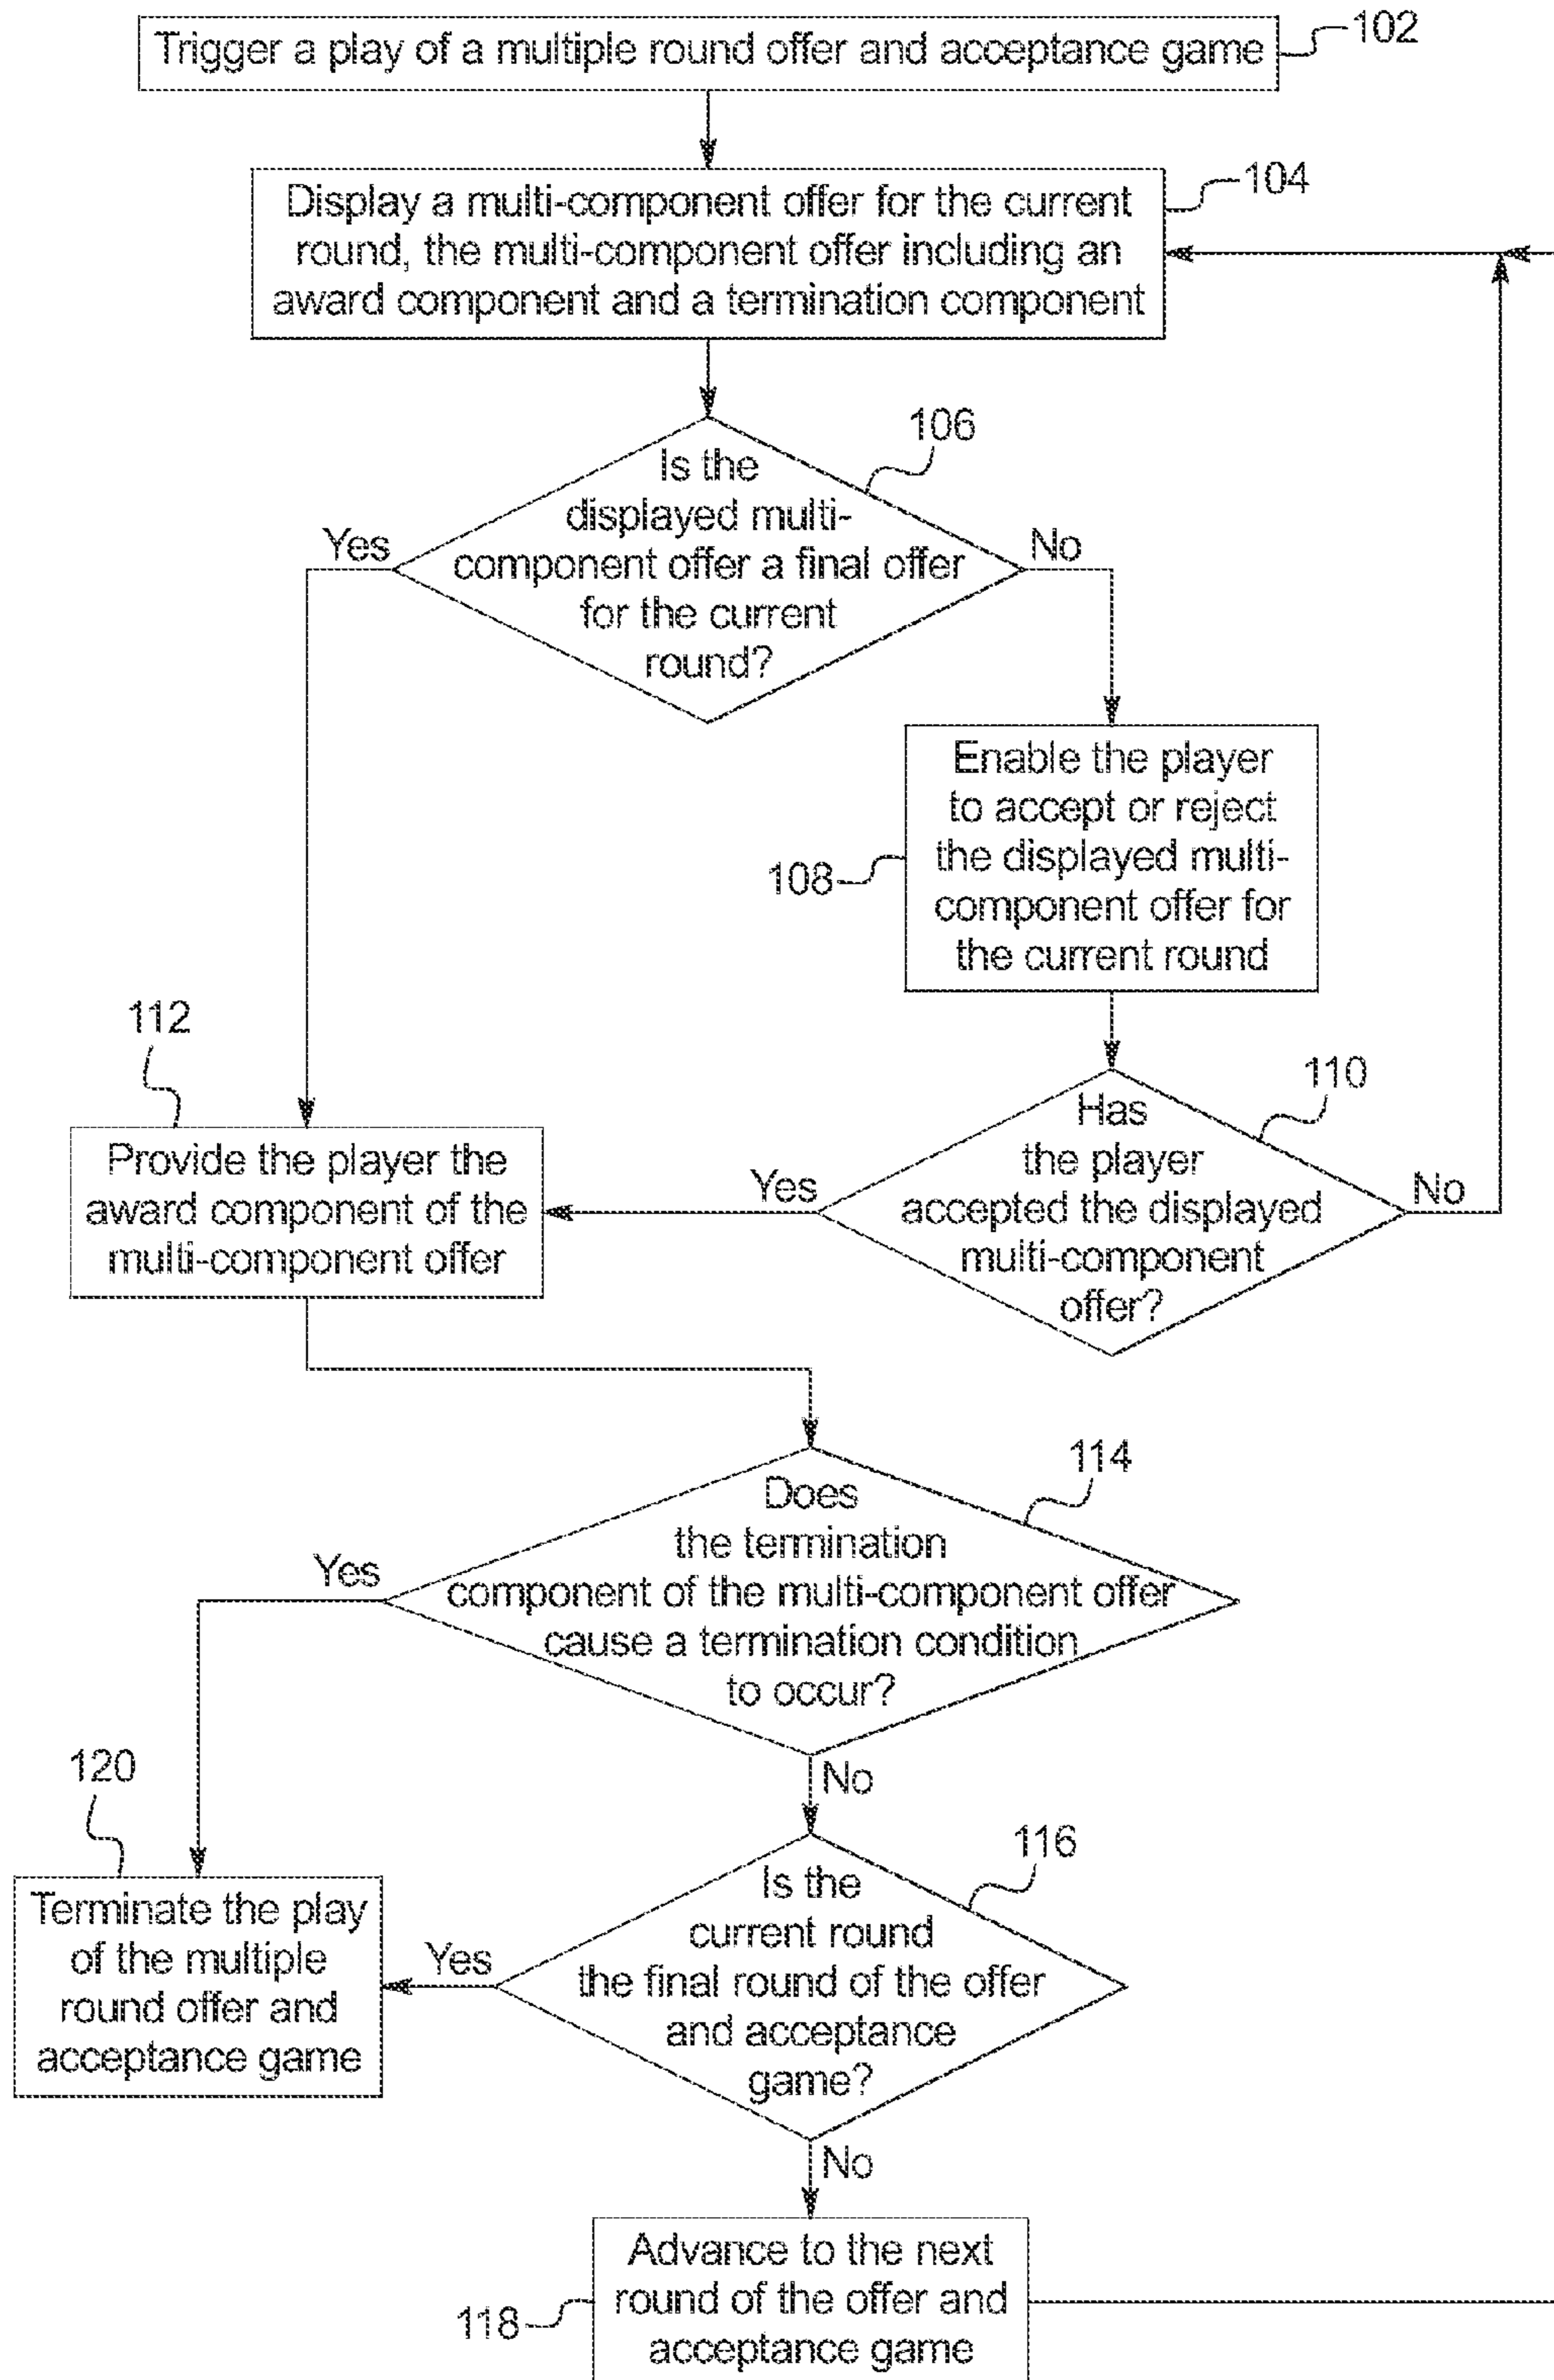 Trigger a play of a multiple round offer and acceptance game
102
Display a multi-component offer for the current
round, the multi-component offer including an
award component and a termination component
104
106
Is the
displayed multi-
component offer a final offer
for the current
round?
Yes
No
Enable the player
to accept or reject
the displayed multi-
component offer for
the current round
108
112
Provide the player the
award component of the
multi-component offer
110
Has
the player
accepted the displayed
multi-component
offer?
Yes
No
114
Does
the termination
component of the multi-component offer
cause a termination condition
to occur?
Yes
No
120
Terminate the play
of the multiple
round offer and
acceptance game
116
Is the
current round
the final round of the offer
and acceptance
game?
Yes
No
Advance to the next
round of the offer and
acceptance game
118